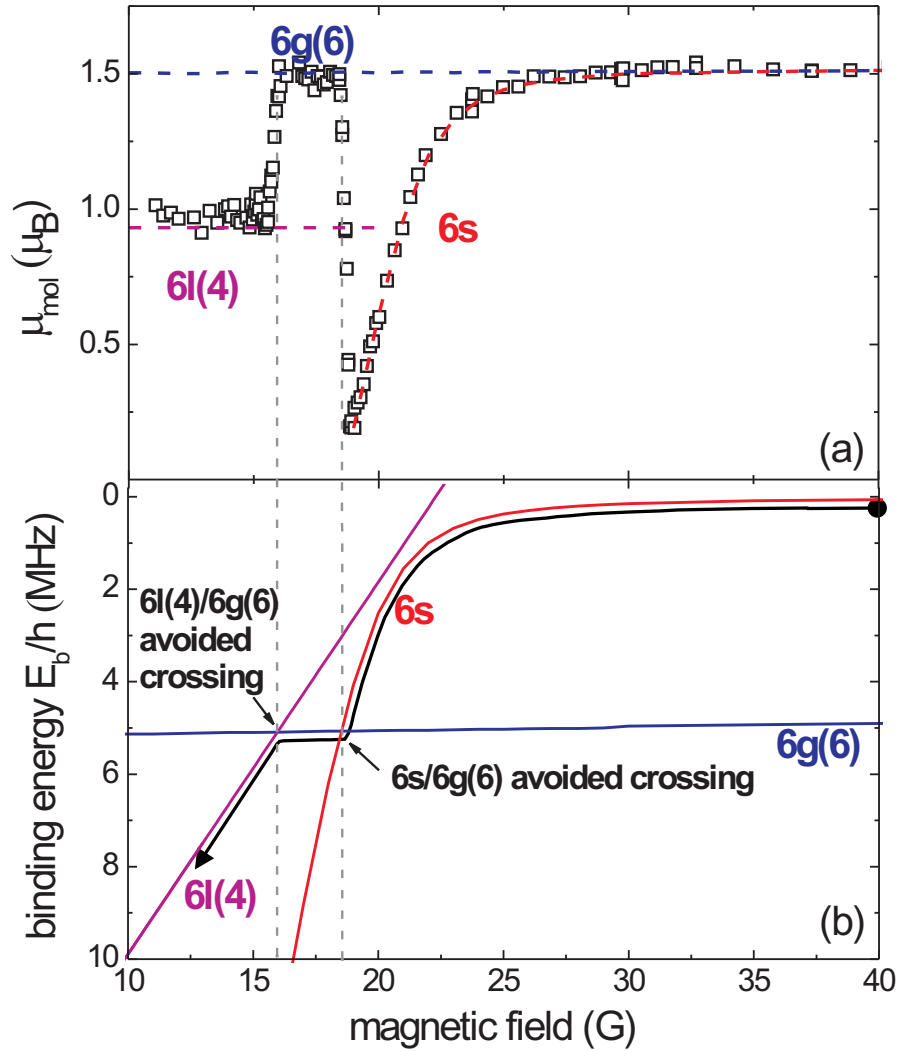 6g(6)
1.5
1.0
0.5
μmol (μB)
6l(4)
6s
(a)
0
2
4
6
8
10
binding energy Eb/h (MHz)
6l(4)/6g(6)
avoided
crossing
6s
6g(6)
6s/6g(6) avoided crossing
6l(4)
(b)
10 15 20 25 30 35 40
magnetic field (G)